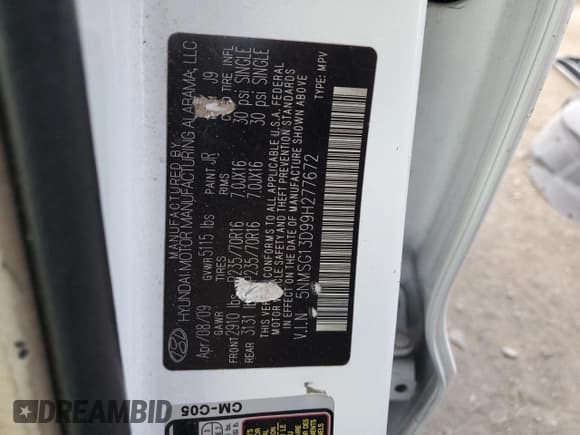 MANUFACTURED BY
HYUNDAI MOTOR MANUFACTURING ALABAMA, LLC
Apr/08/09 GVWR 5115 lbs PAINT JR J9
GAWR TIRES RIMS TIRE INFL
FRONT 2910 lbs P235/70R16 7.0JX16 30 psi SINGLE
REAR 3131 235/70R16 7.0JX16 30 psi SINGLE
THIS VEHICLE CONFORMS TO ALL APPLICABLE U.S.A. FEDERAL
MOTOR VEHICLE SAFETY AND THEFT PREVENTION STANDARDS
IN EFFECT ON THE DATE OF MANUFACTURE SHOWN ABOVE
V.I.N 5NMSG13D99H277672 TYPE: MPV
CM-C05
DREAMBID